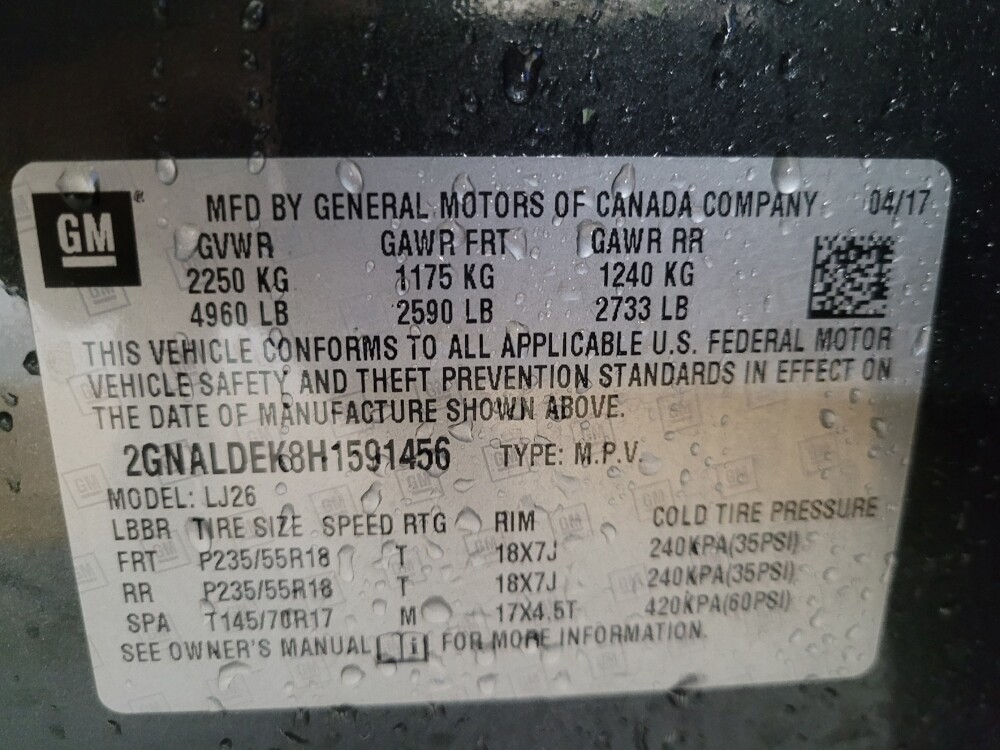 GM ® MFD BY GENERAL MOTORS OF CANADA COMPANY 04/17
GVWR GAWR FRT GAWR RR
2250 KG 1175 KG 1240 KG
4960 LB 2590 LB 2733 LB
THIS VEHICLE CONFORMS TO ALL APPLICABLE U.S. FEDERAL MOTOR
VEHICLE SAFETY AND THEFT PREVENTION STANDARDS IN EFFECT ON
THE DATE OF MANUFACTURE SHOWN ABOVE.
2GNALDEK8H1591456 TYPE: M.P.V.
MODEL: LJ26
LBBR TIRE SIZE SPEED RTG RIM COLD TIRE PRESSURE
FRT P235/55R18 T 18X7J 240KPA(35PSI)
RR P235/55R18 T 18X7J 240KPA(35PSI)
SPA T145/70R17 M 17X4.5T 420KPA(60PSI)
SEE OWNER'S MANUAL i FOR MORE INFORMATION.